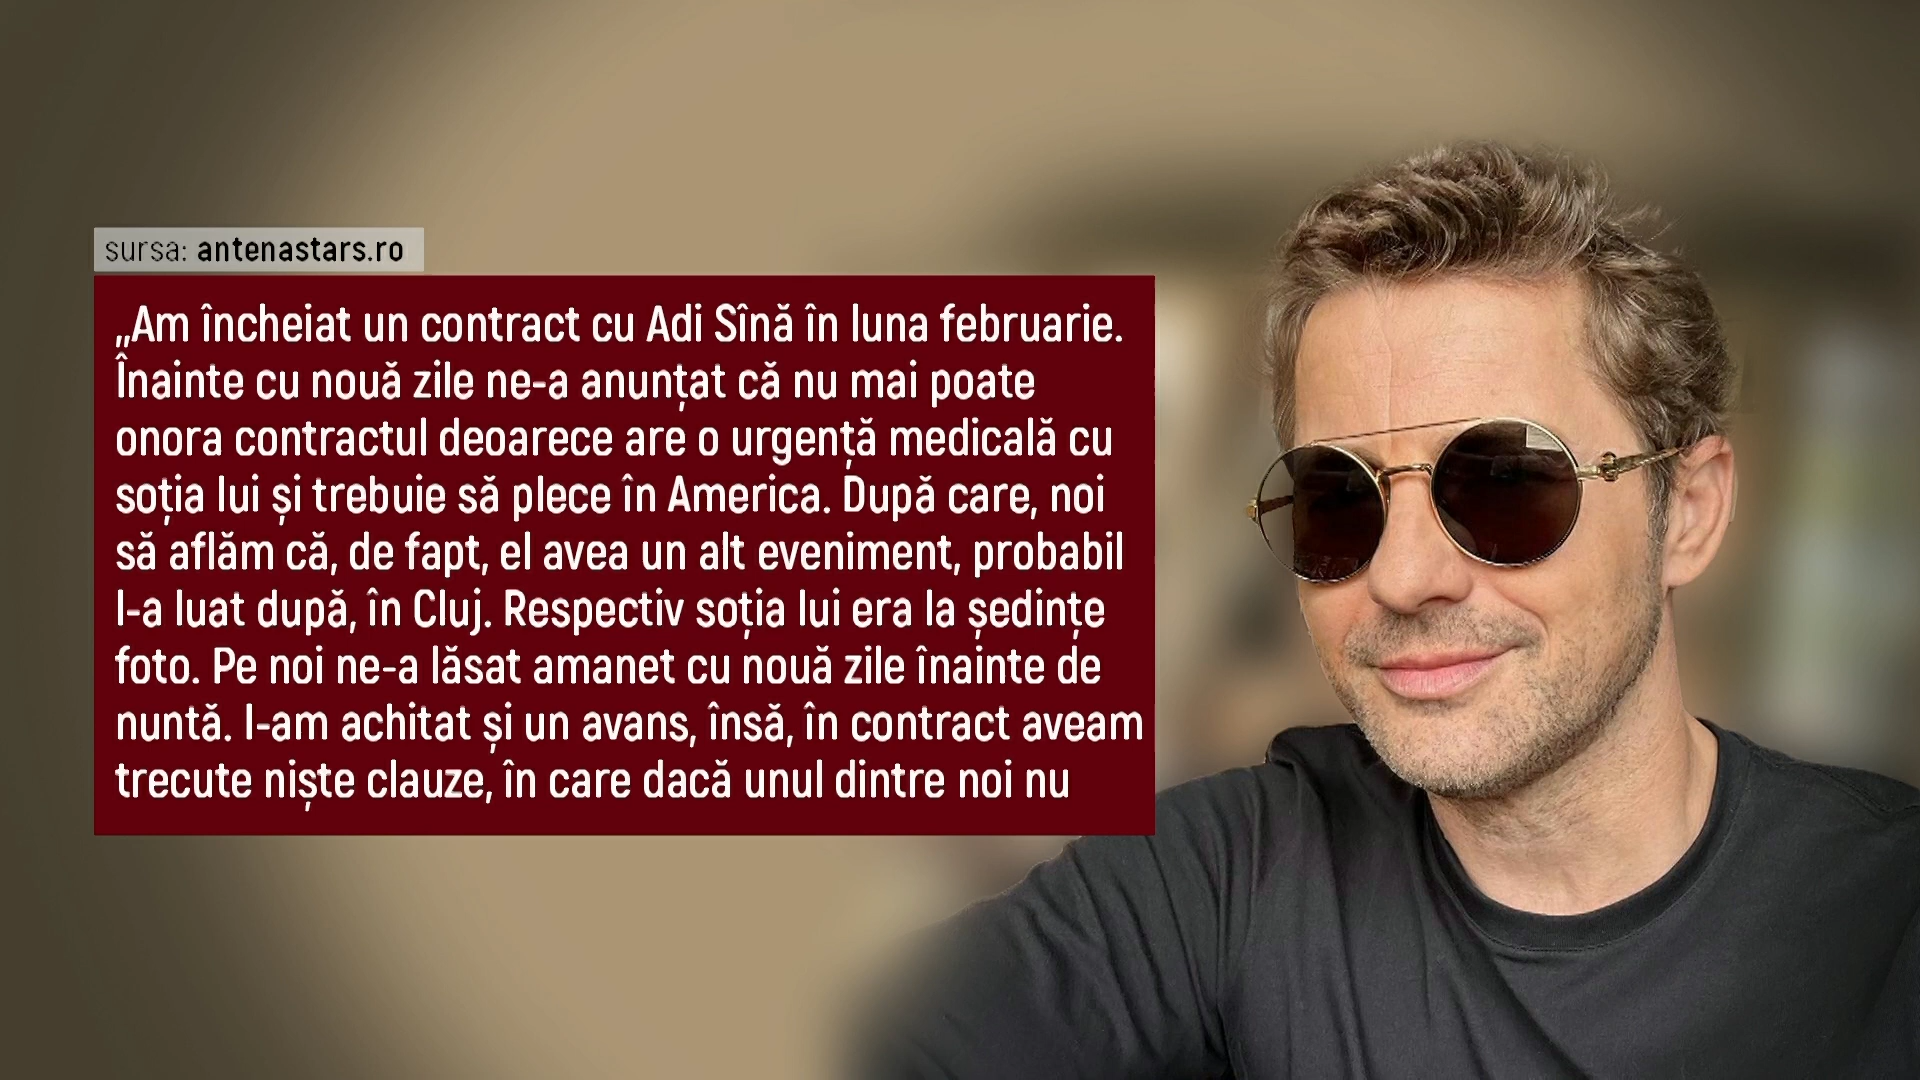 sursa: antenastars.ro
„Am încheiat un contract cu Adi Sînă în luna februarie.
Înainte cu nouă zile ne-a anunțat că nu mai poate
onora contractul deoarece are o urgență medicală cu
soția lui și trebuie să plece în America. După care, noi
să aflăm că, de fapt, el avea un alt eveniment, probabil
l-a luat după, în Cluj. Respectiv soția lui era la ședințe
foto. Pe noi ne-a lăsat amanet cu nouă zile înainte de
nuntă. I-am achitat și un avans, însă, în contract aveam
trecute niște clauze, în care dacă unul dintre noi nu